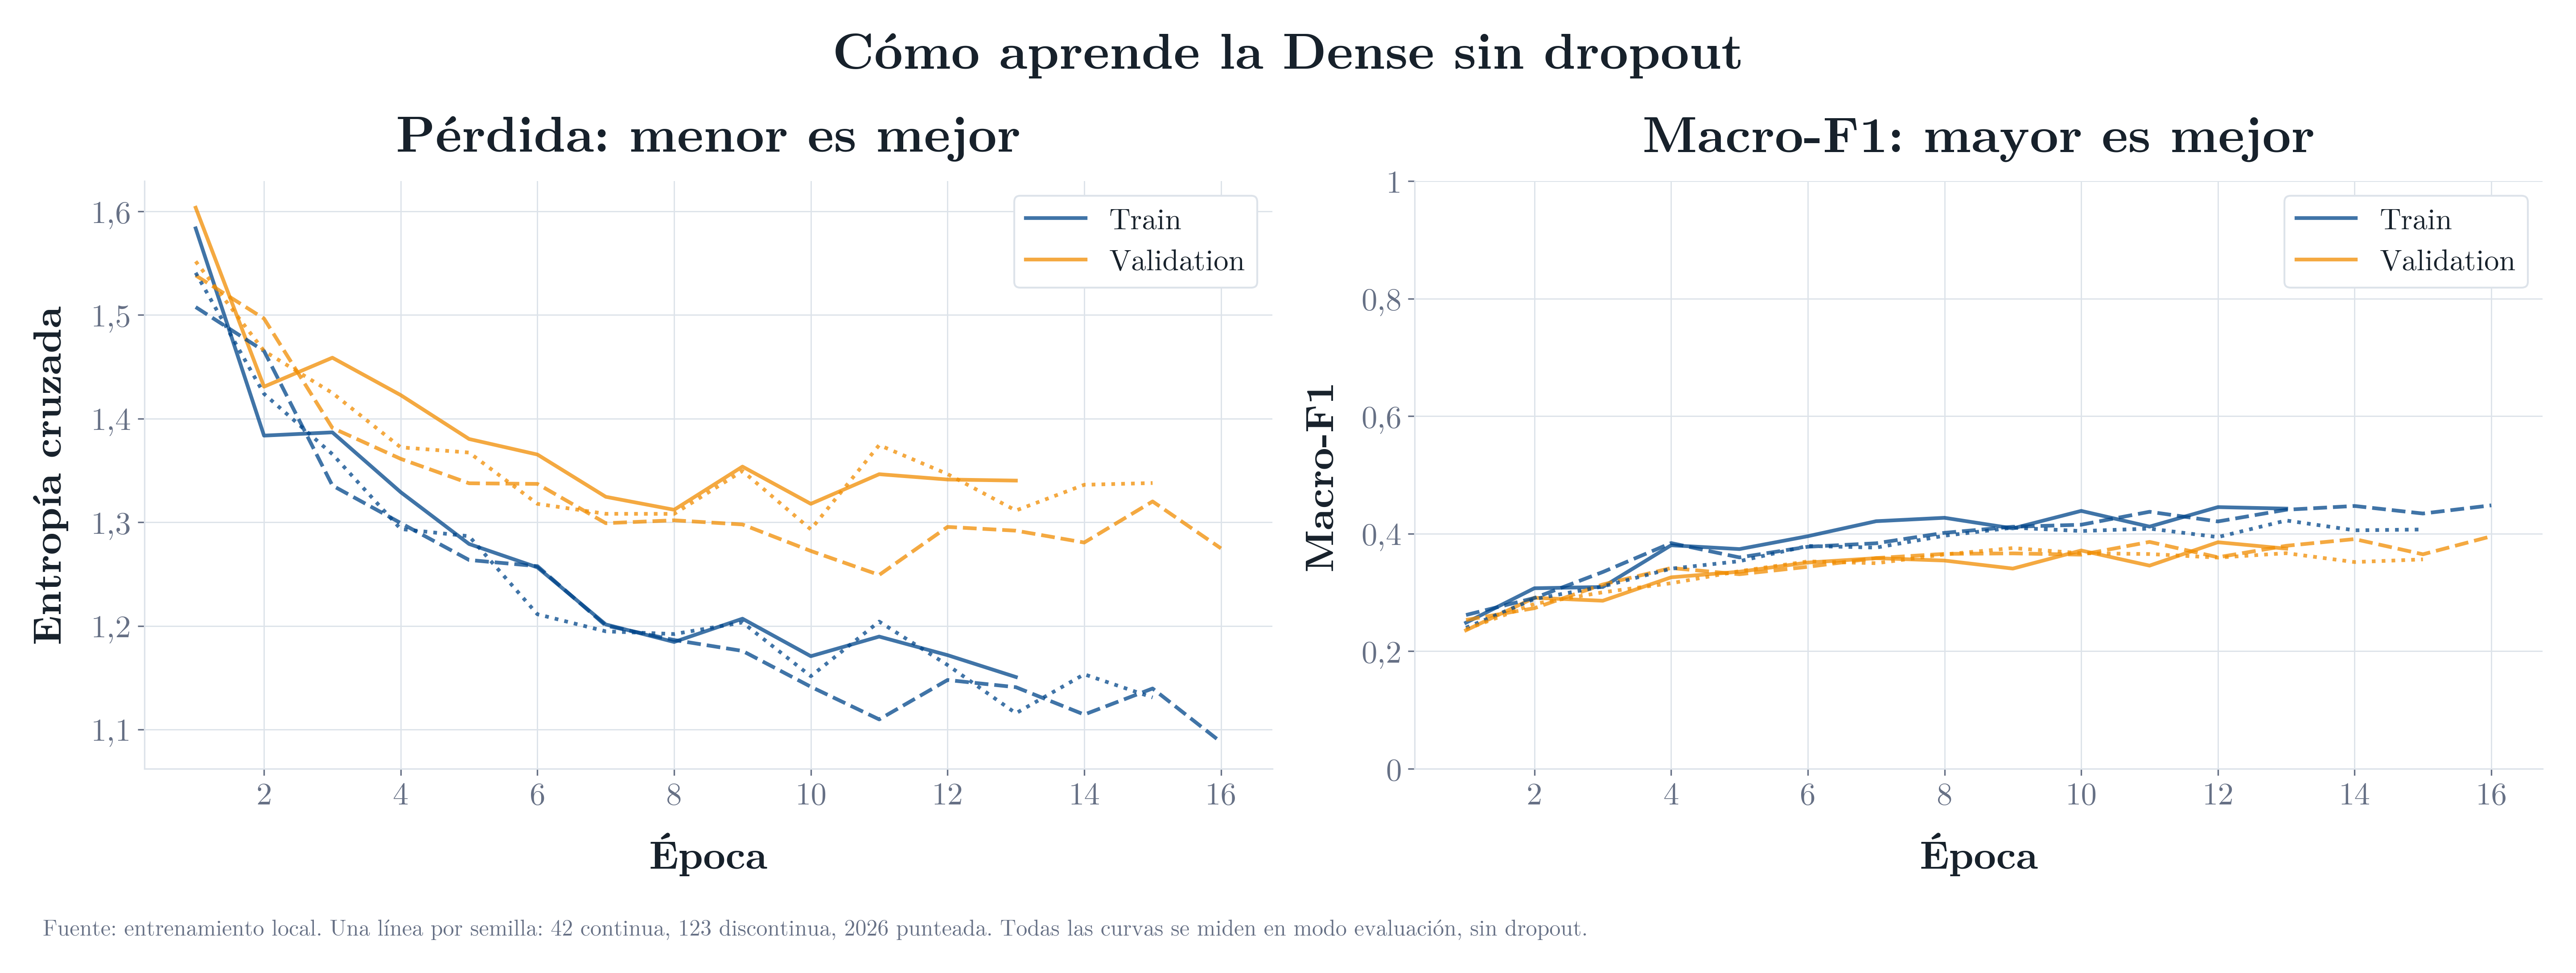 Cómo aprende la Dense sin dropout
Pérdida: menor es mejor
Entropía cruzada
1,6
1,5
1,4
1,3
1,2
1,1
Train
Validation
2 4 6 8 10 12 14 16
Época
Macro-F1: mayor es mejor
Macro-F1
1
0,8
0,6
0,4
0,2
0
Train
Validation
2 4 6 8 10 12 14 16
Época
Fuente: entrenamiento local. Una línea por semilla: 42 continua, 123 discontinua, 2026 punteada. Todas las curvas se miden en modo evaluación, sin dropout.